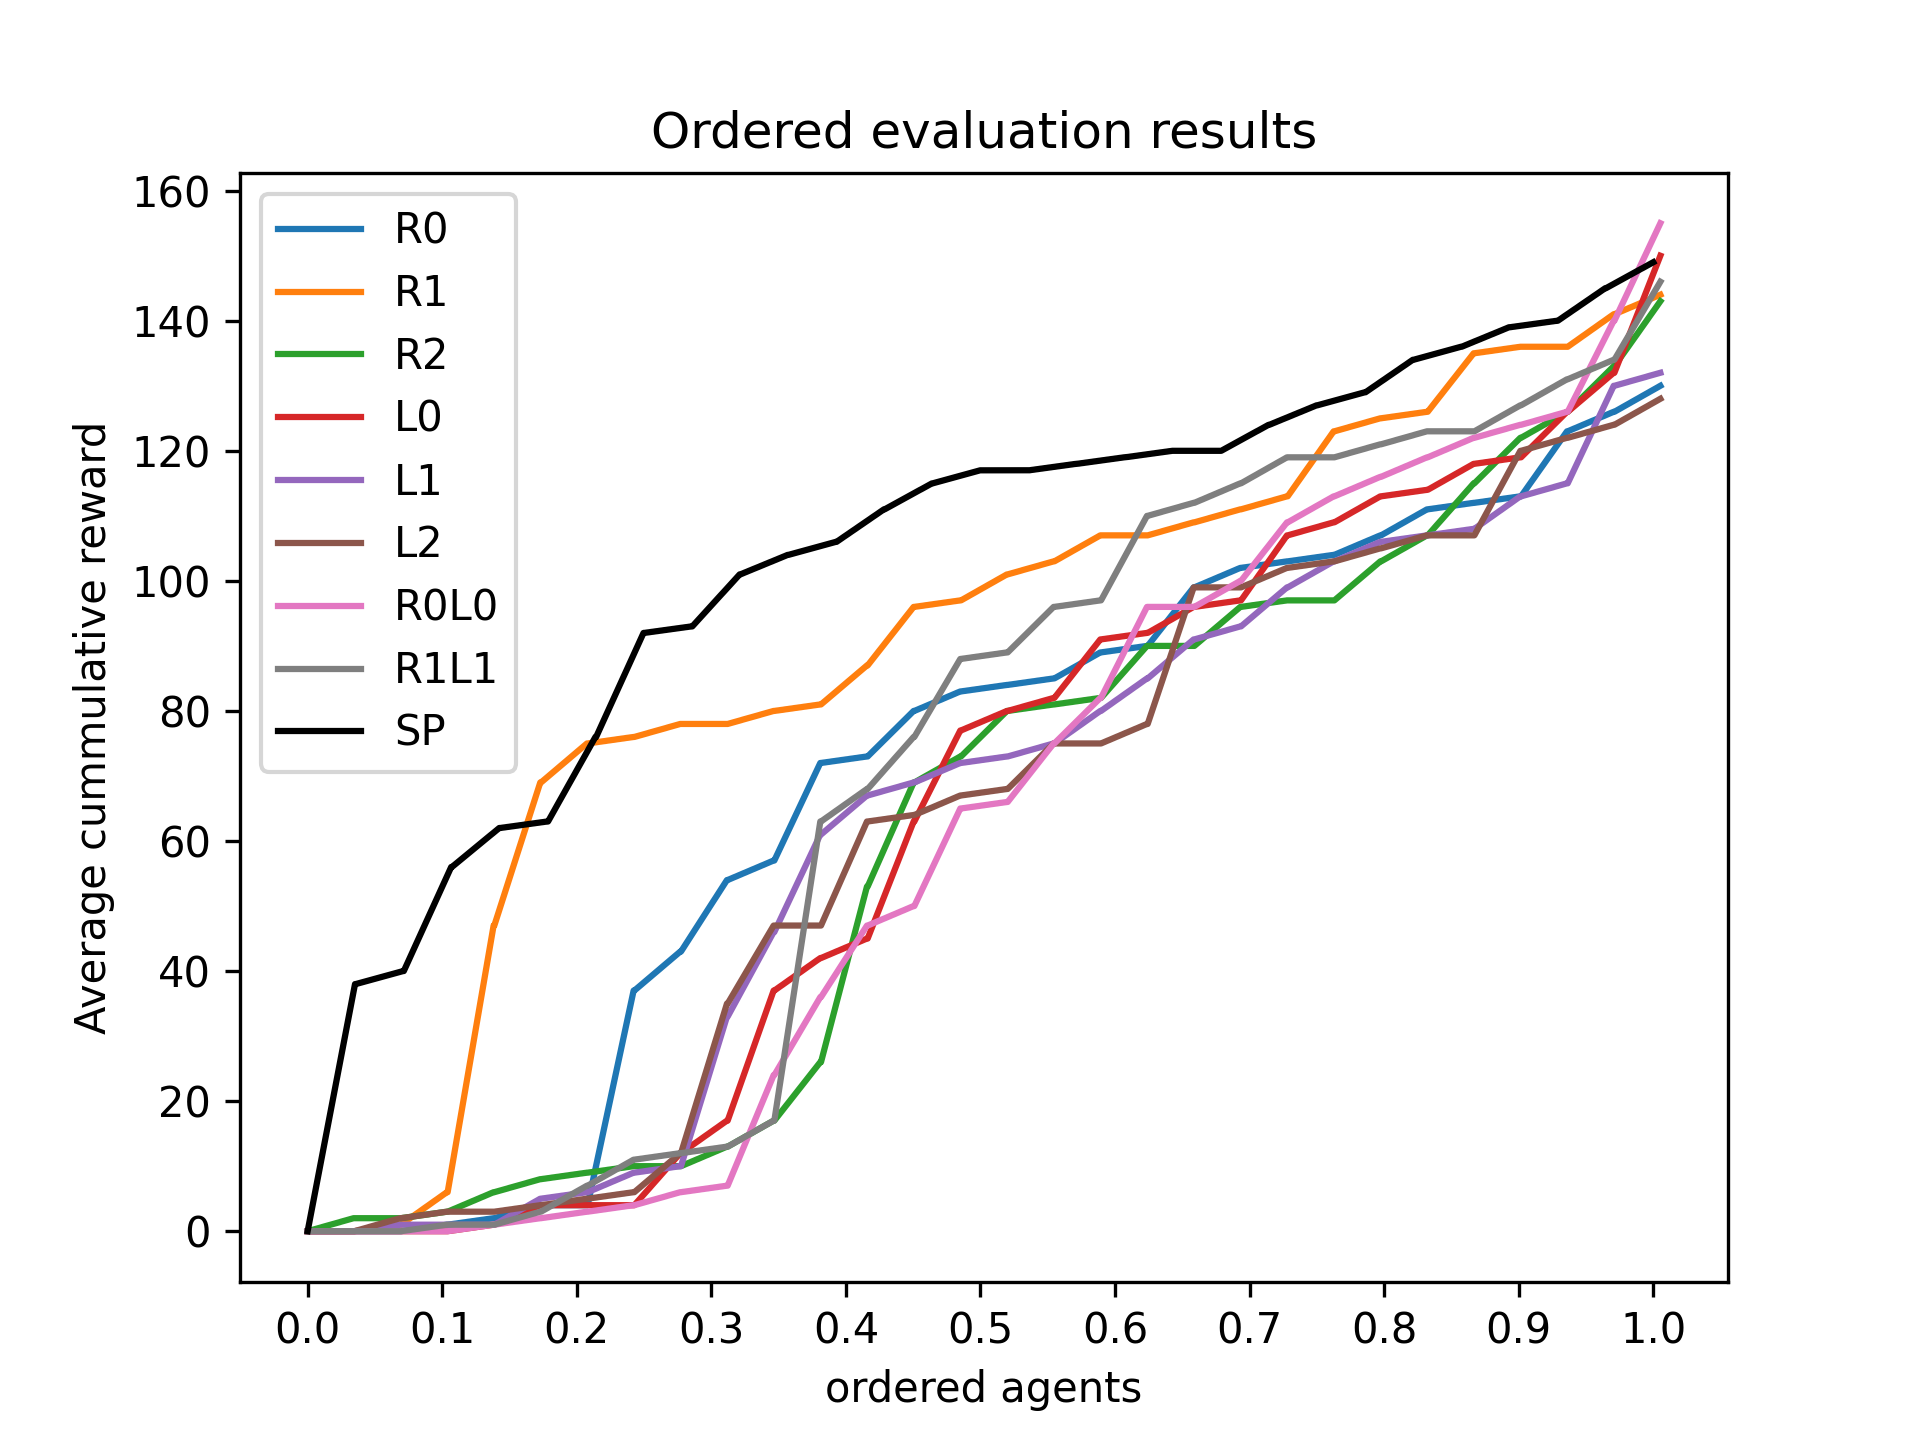 Ordered evaluation results
Average cummulative reward
160
140
120
100
80
60
40
20
0
R0
R1
R2
L0
L1
L2
R0L0
R1L1
SP
0.0 0.1 0.2 0.3 0.4 0.5 0.6 0.7 0.8 0.9 1.0
ordered agents